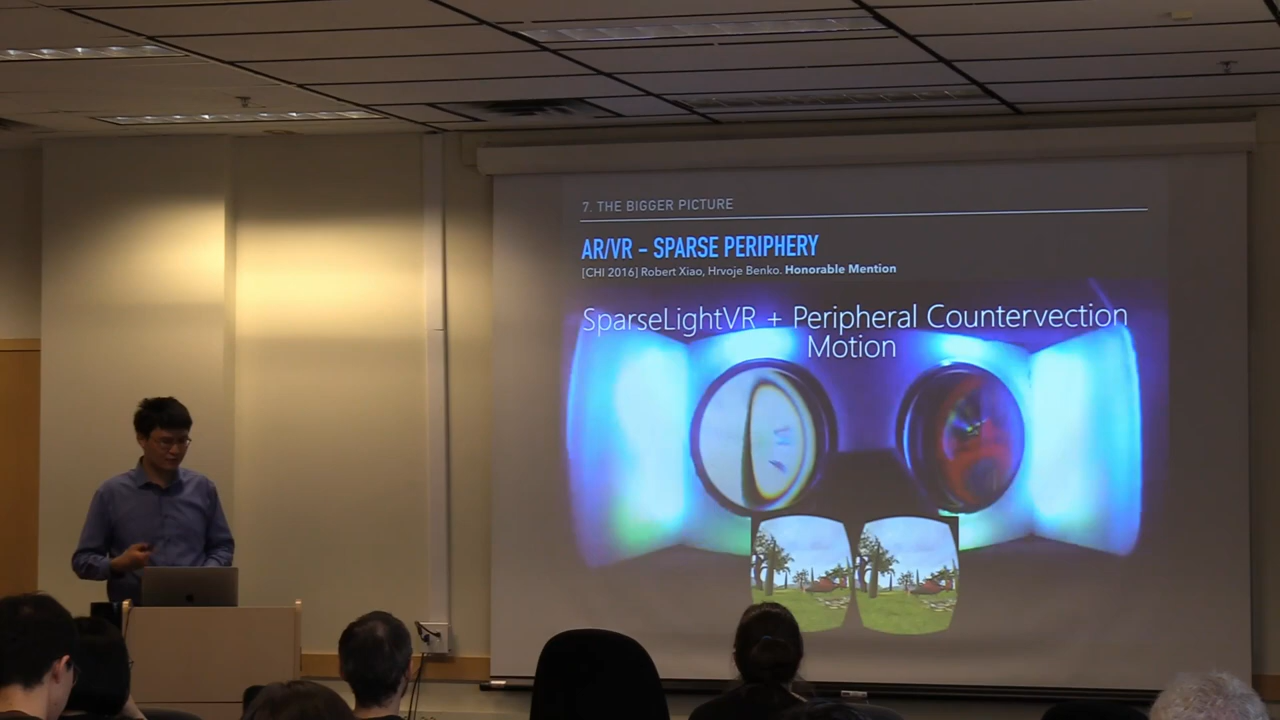 7. THE BIGGER PICTURE
AR/VR – SPARSE PERIPHERY
[CHI 2016] Robert Xiao, Hrvoje Benko. Honorable Mention
SparseLightVR + Peripheral Countervection
Motion